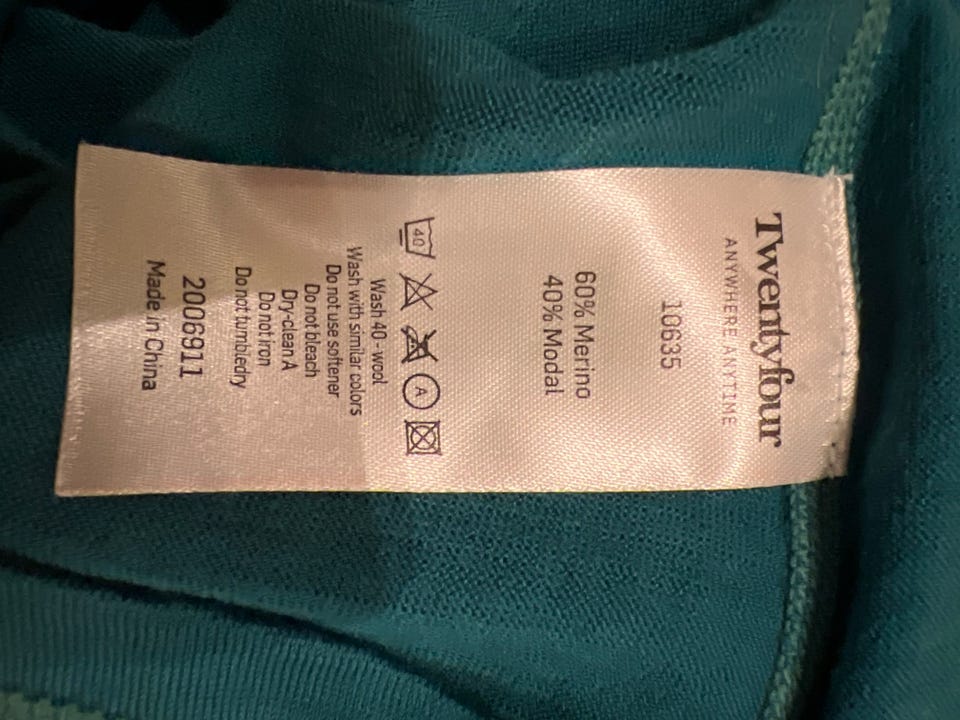 Twentyfour
ANYWHERE ANYTIME
10635
60% Merino
40% Modal
40 A
Wash 40 - wool
Wash with similar colors
Do not use softener
Do not bleach
Dry-clean A
Do not iron
Do not tumbledry
2006911
Made in China